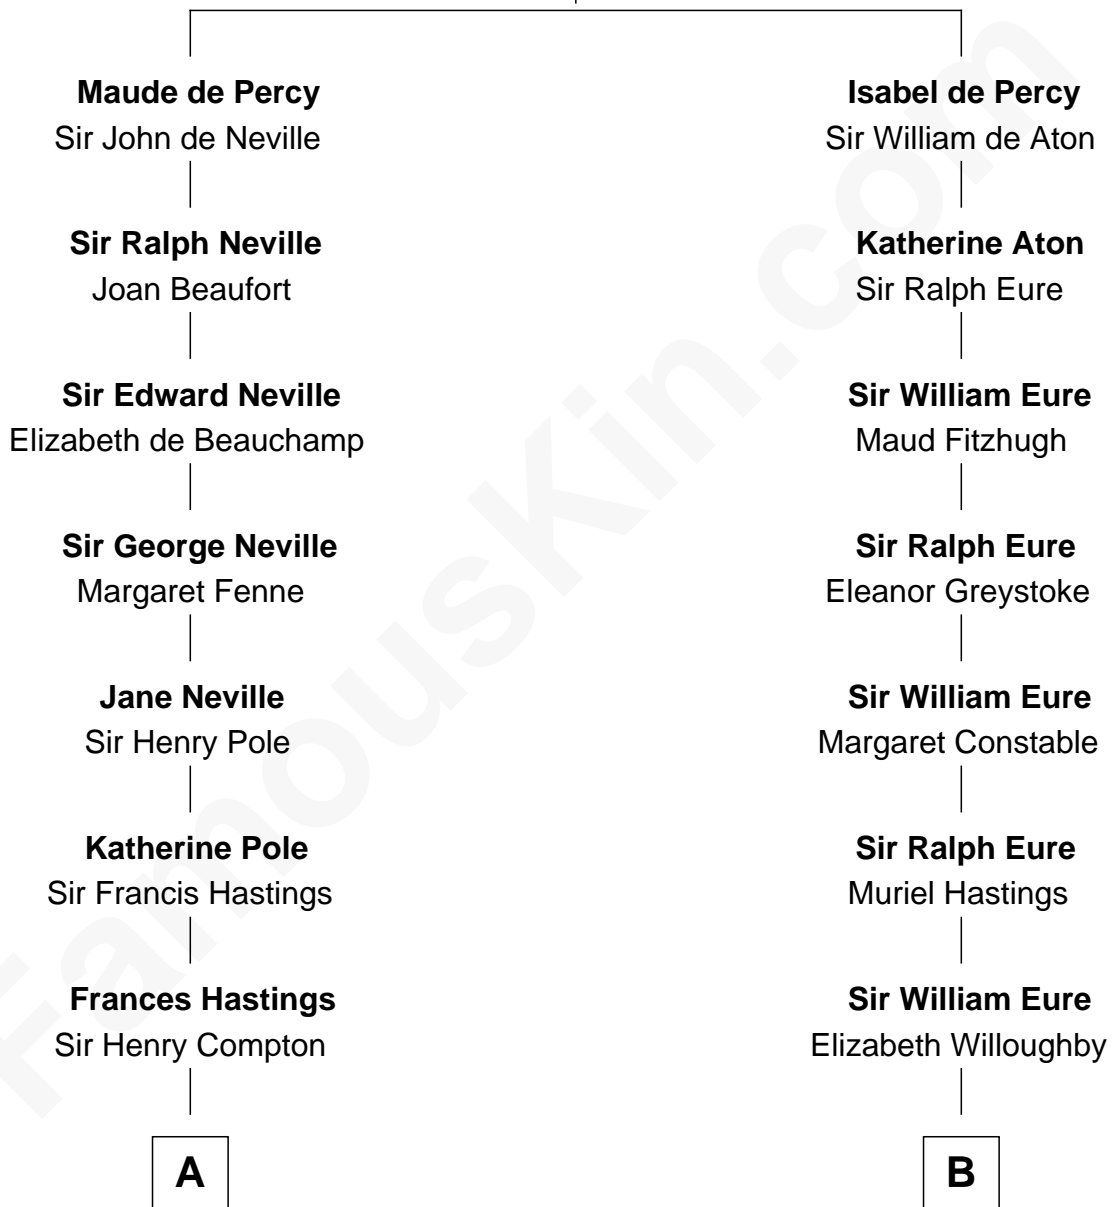 Maude de Percy
Sir John de Neville
Sir Ralph Neville
Joan Beaufort
Sir Edward Neville
Elizabeth de Beauchamp
Sir George Neville
Margaret Fenne
Jane Neville
Sir Henry Pole
Katherine Pole
Sir Francis Hastings
Frances Hastings
Sir Henry Compton
A
Isabel de Percy
Sir William de Aton
Katherine Aton
Sir Ralph Eure
Sir William Eure
Maud Fitzhugh
Sir Ralph Eure
Eleanor Greystoke
Sir William Eure
Margaret Constable
Sir Ralph Eure
Muriel Hastings
Sir William Eure
Elizabeth Willoughby
B
FamousKin.com